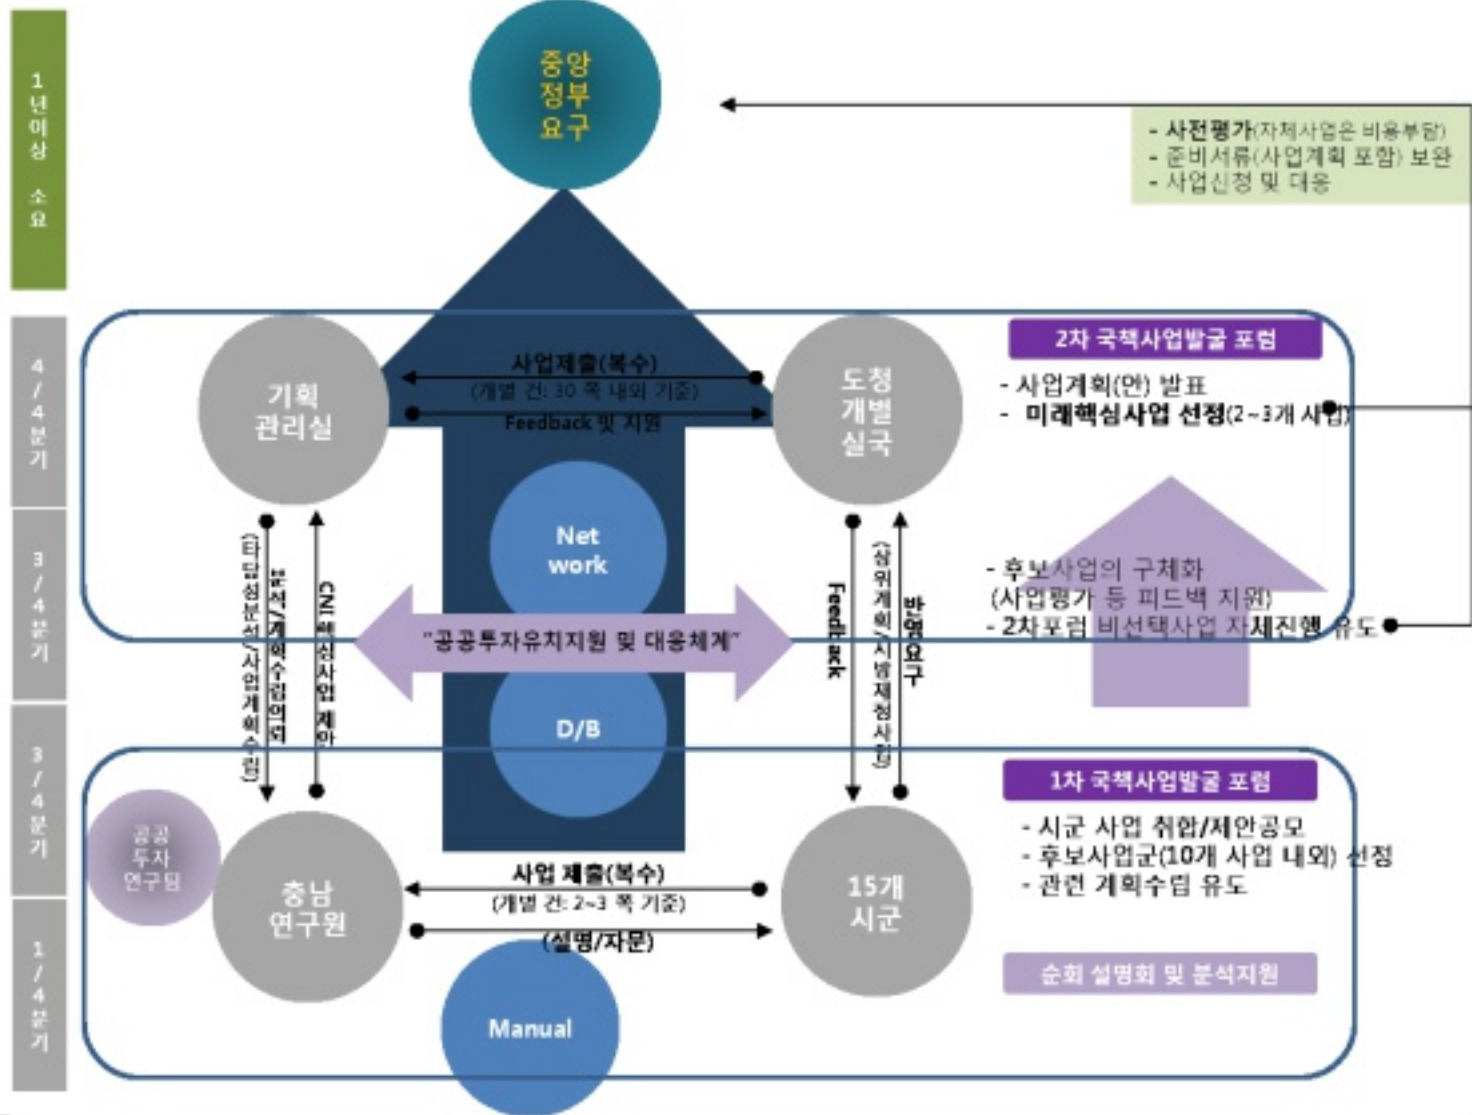 중앙
정부
요구
1년이상 소요
- 사전평가(자체사업은 비용부담)
- 준비서류(사업계획 포함) 보완
- 사업신청 및 대응
4/4분기
기획
관리실
사업제출(복수)
(개별 건: 30 쪽 내외 기준)
Feedback 및 지원
도청
개별
실국
2차 국책사업발굴 포럼
- 사업계획(안) 발표
- 미래핵심사업 선정(2~3개 사업)
3/4분기
Net
work
(타당성분석/사업계획수립)
분석/계획수립의뢰
CNI 핵심사업 제안
"공공투자유치지원 및 대응체계"
Feedback
(상위계획/지방재정사업)
반영요구
- 후보사업의 구체화
(사업평가 등 피드백 지원)
- 2차포럼 비선택사업 자체진행 유도
D/B
3/4분기
공공
투자
연구팀
충남
연구원
사업 제출(복수)
(개별 건: 2~3 쪽 기준)
(설명/자문)
15개
시군
1차 국책사업발굴 포럼
- 시군 사업 취합/제안공모
- 후보사업군(10개 사업 내외) 선정
- 관련 계획수립 유도
1/4분기
Manual
순회 설명회 및 분석지원